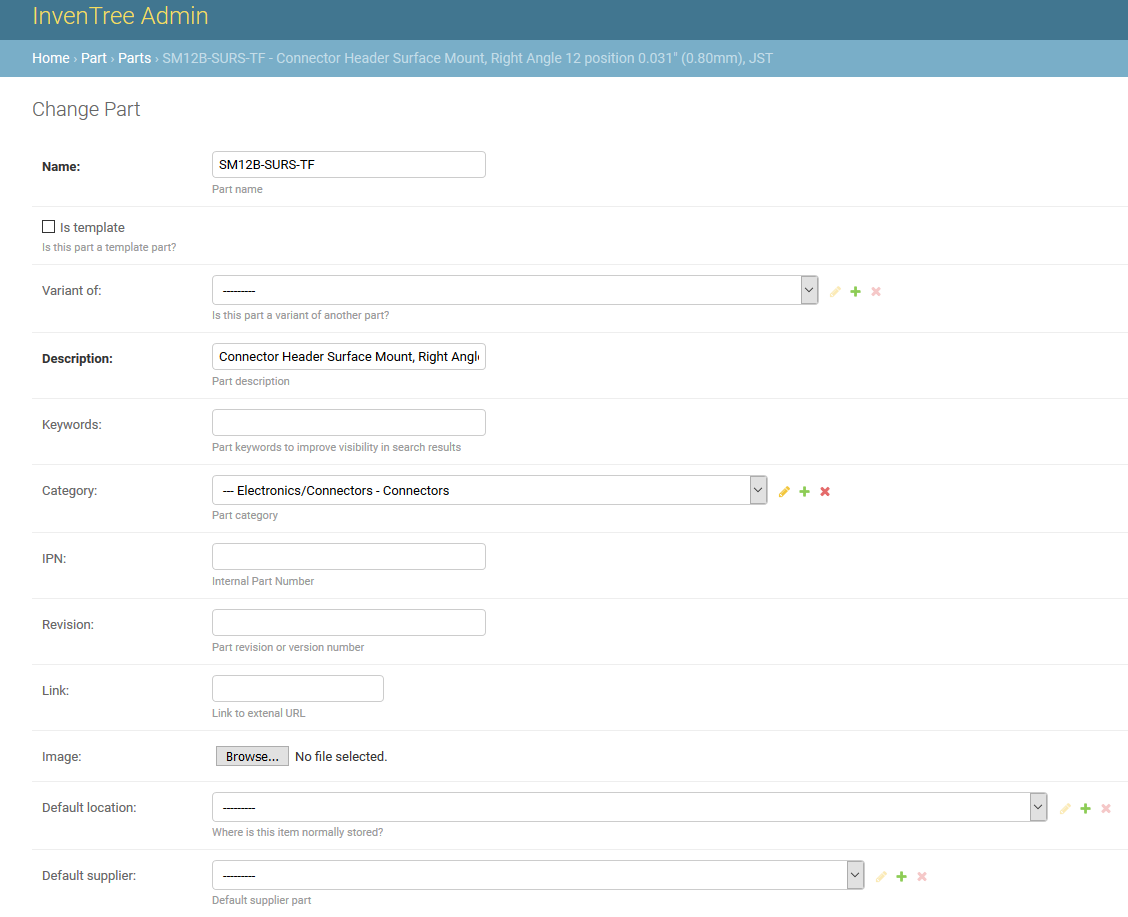 InvenTree Admin
Home › Part › Parts › SM12B-SURS-TF - Connector Header Surface Mount, Right Angle 12 position 0.031" (0.80mm), JST
Change Part
Name: SM12B-SURS-TF
Part name
Is template
Is this part a template part?
Variant of: ---------
Is this part a variant of another part?
Description: Connector Header Surface Mount, Right Angl
Part description
Keywords:
Part keywords to improve visibility in search results
Category: --- Electronics/Connectors - Connectors
Part category
IPN:
Internal Part Number
Revision:
Part revision or version number
Link:
Link to extenal URL
Image: Browse... No file selected.
Default location: ---------
Where is this item normally stored?
Default supplier: ---------
Default supplier part